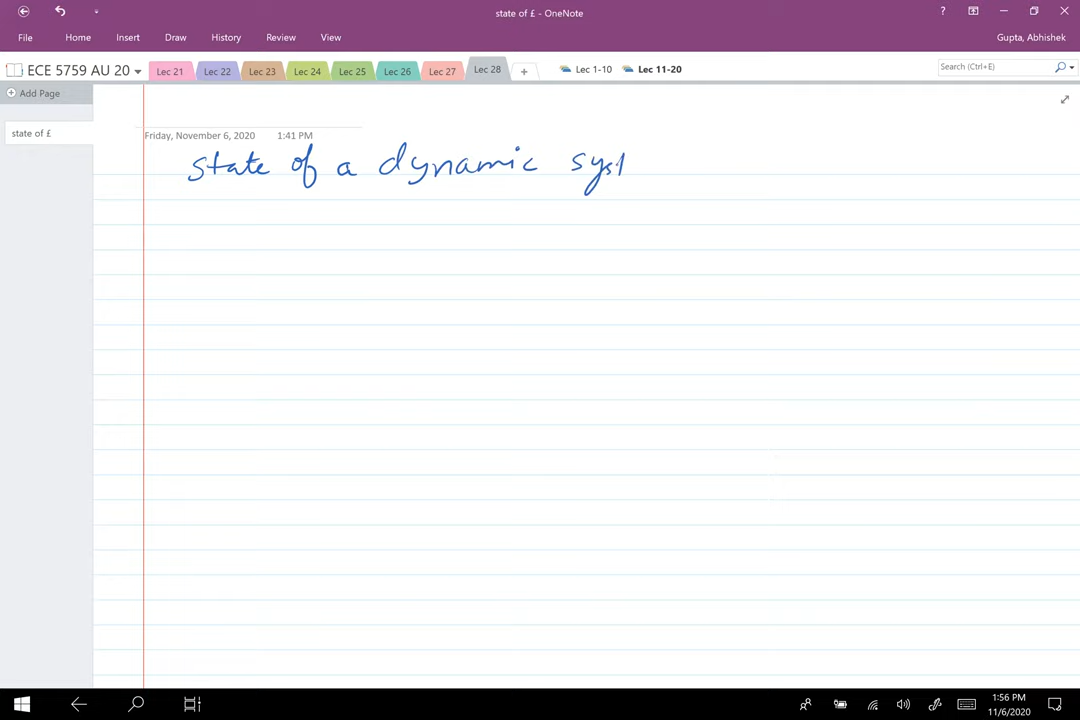 state of £ - OneNote
File Home Insert Draw History Review View
Gupta, Abhishek
ECE 5759 AU 20
Lec 21 Lec 22 Lec 23 Lec 24 Lec 25 Lec 26 Lec 27 Lec 28 + Lec 1-10 Lec 11-20
Search (Ctrl+E)
Add Page
state of £
Friday, November 6, 2020 1:41 PM
state of a dynamic syst
1:56 PM
11/6/2020